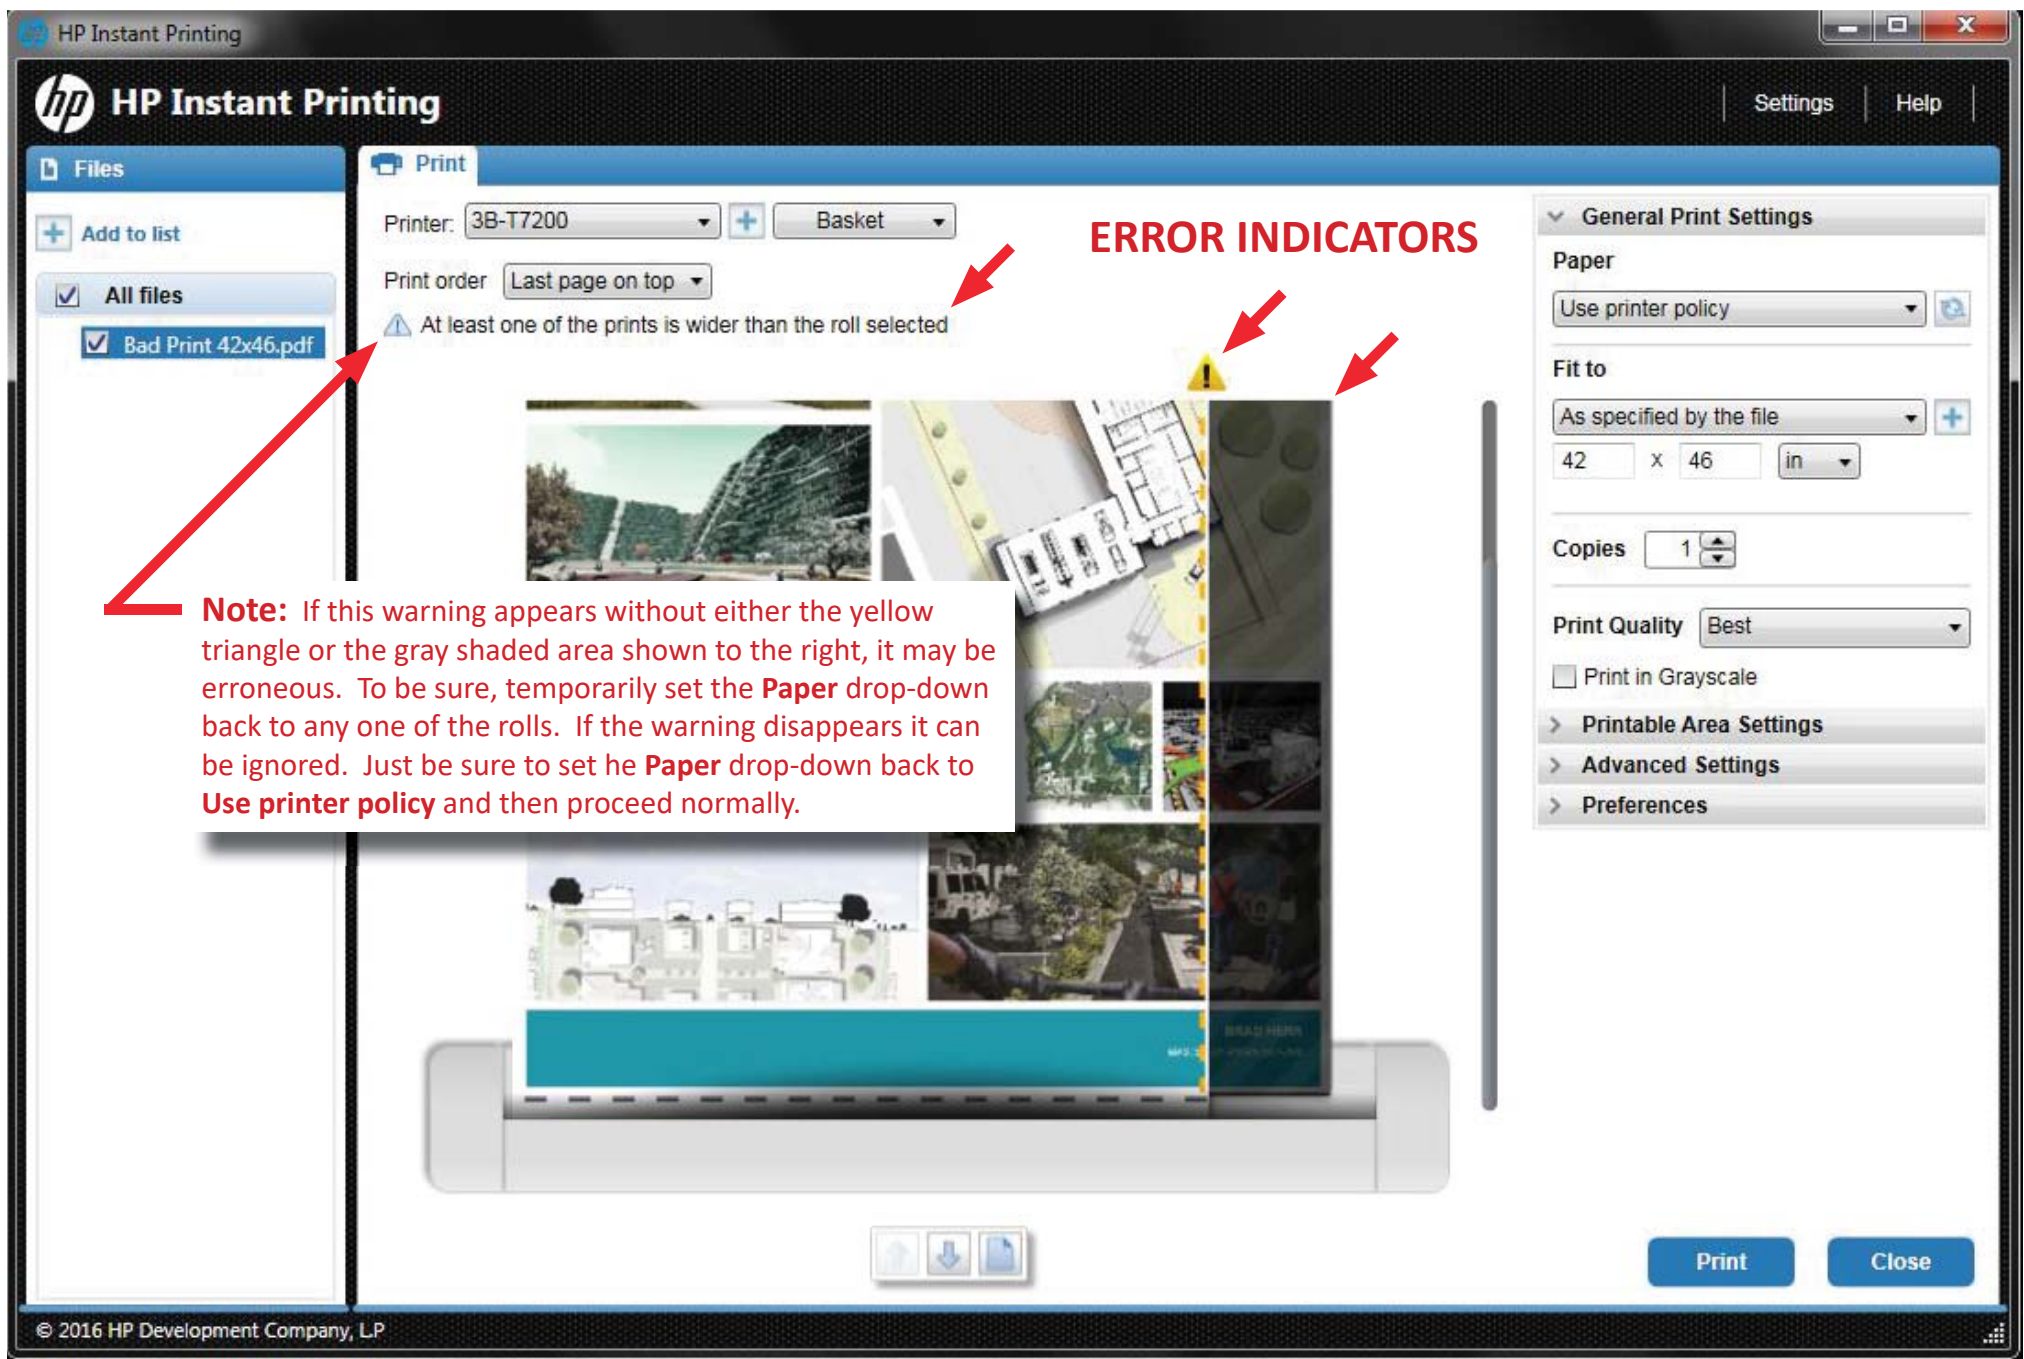 HP Instant Printing
hp HP Instant Printing
Settings
Help
Files
Print
Add to list
All files
Bad Print 42x46.pdf
Printer: 3B-T7200
Basket
Print order Last page on top
At least one of the prints is wider than the roll selected
ERROR INDICATORS
Note: If this warning appears without either the yellow
triangle or the gray shaded area shown to the right, it may be
erroneous. To be sure, temporarily set the Paper drop-down
back to any one of the rolls. If the warning disappears it can
be ignored. Just be sure to set he Paper drop-down back to
Use printer policy and then proceed normally.
BRAD HERR
General Print Settings
Paper
Use printer policy
Fit to
As specified by the file
42 x 46 in
Copies 1
Print Quality Best
Print in Grayscale
Printable Area Settings
Advanced Settings
Preferences
Print
Close
© 2016 HP Development Company, L.P